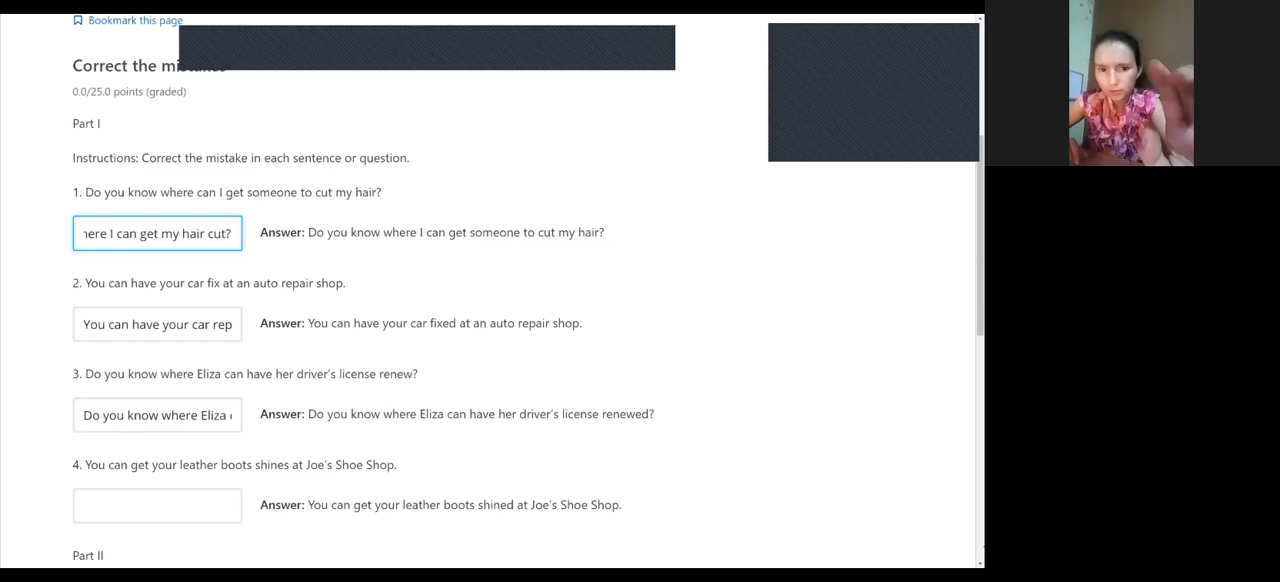 Bookmark this page
Correct the
0.0/25.0 points (graded)
Part I
Instructions: Correct the mistake in each sentence or question.
1. Do you know where can I get someone to cut my hair?
I can get my hair cut?
Answer: Do you know where I can get someone to cut my hair?
2. You can have your car fix at an auto repair shop.
You can have your car rep
Answer: You can have your car fixed at an auto repair shop.
3. Do you know where Eliza can have her driver's license renew?
Do you know where Eliza
Answer: Do you know where Eliza can have her driver's license renewed?
4. You can get your leather boots shines at Joe's Shoe Shop.
Answer: You can get your leather boots shined at Joe's Shoe Shop.
Part II